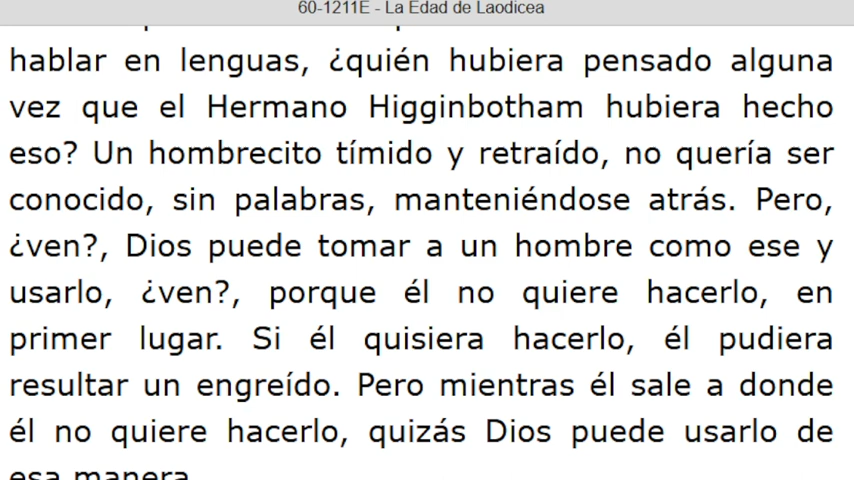 60-1211E - La Edad de Laodicea
hablar en lenguas, ¿quién hubiera pensado alguna
vez que el Hermano Higginbotham hubiera hecho
eso? Un hombrecito tímido y retraído, no quería ser
conocido, sin palabras, manteniéndose atrás. Pero,
¿ven?, Dios puede tomar a un hombre como ese y
usarlo, ¿ven?, porque él no quiere hacerlo, en
primer lugar. Si él quisiera hacerlo, él pudiera
resultar un engreído. Pero mientras él sale a donde
él no quiere hacerlo, quizás Dios puede usarlo de
esa manera